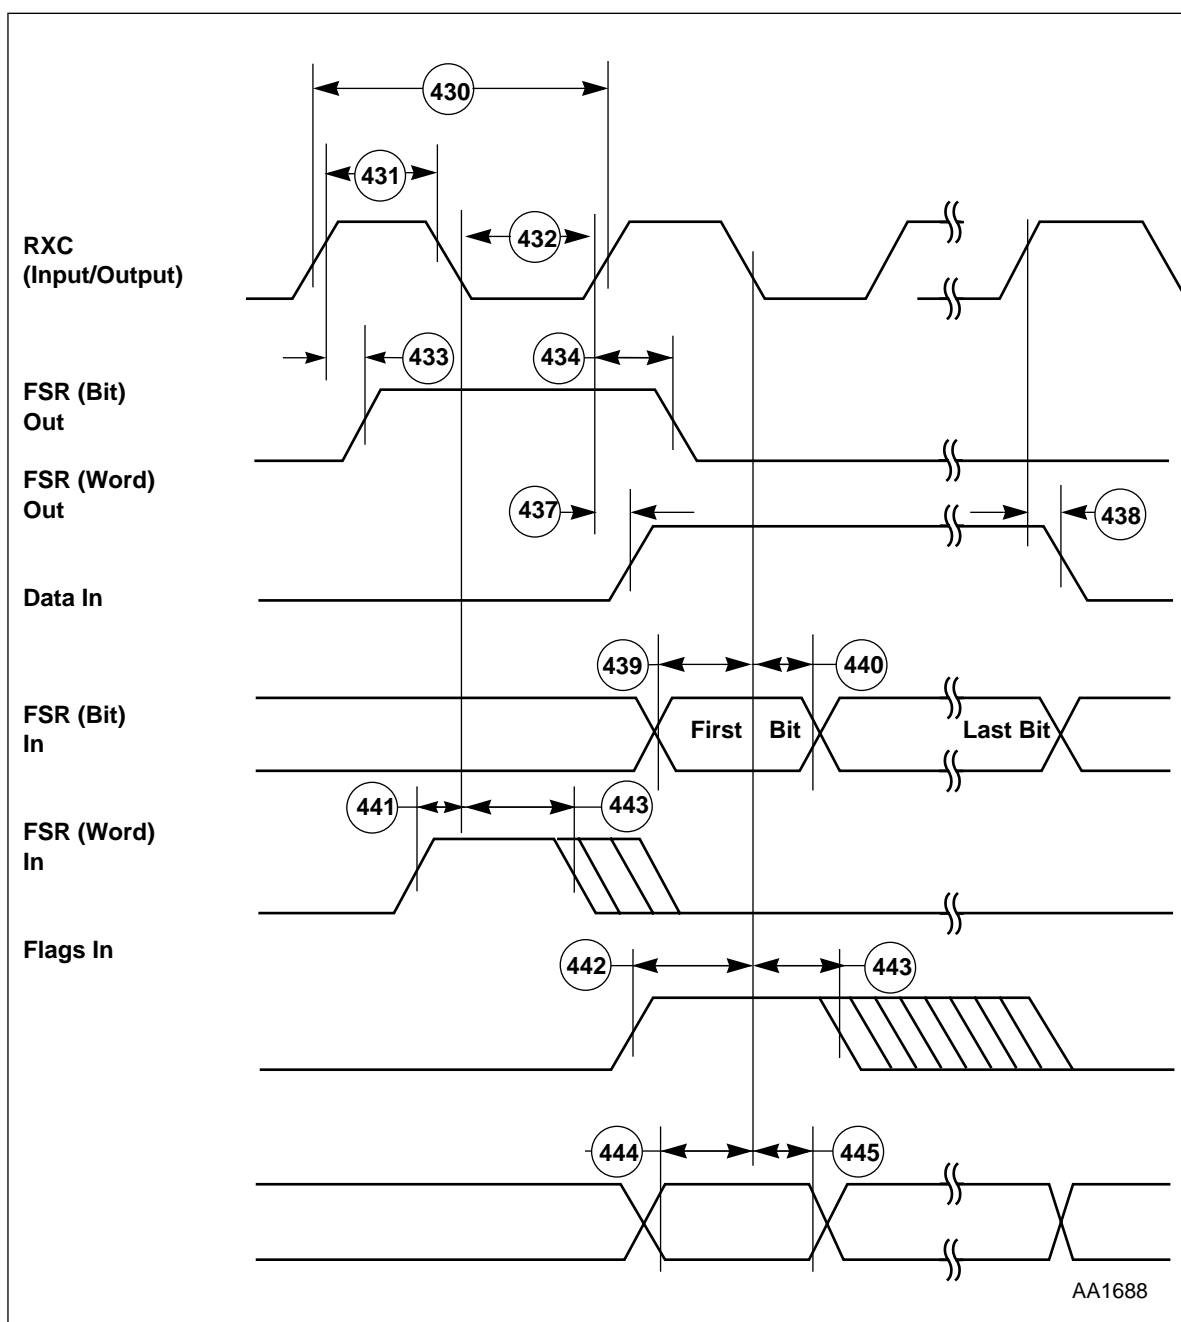 430
431
RXC
(Input/Output)
432
433
434
FSR (Bit)
Out
FSR (Word)
Out
437
438
Data In
439
440
FSR (Bit)
In
First Bit
Last Bit
441
443
FSR (Word)
In
Flags In
442
443
444
445
AA1688